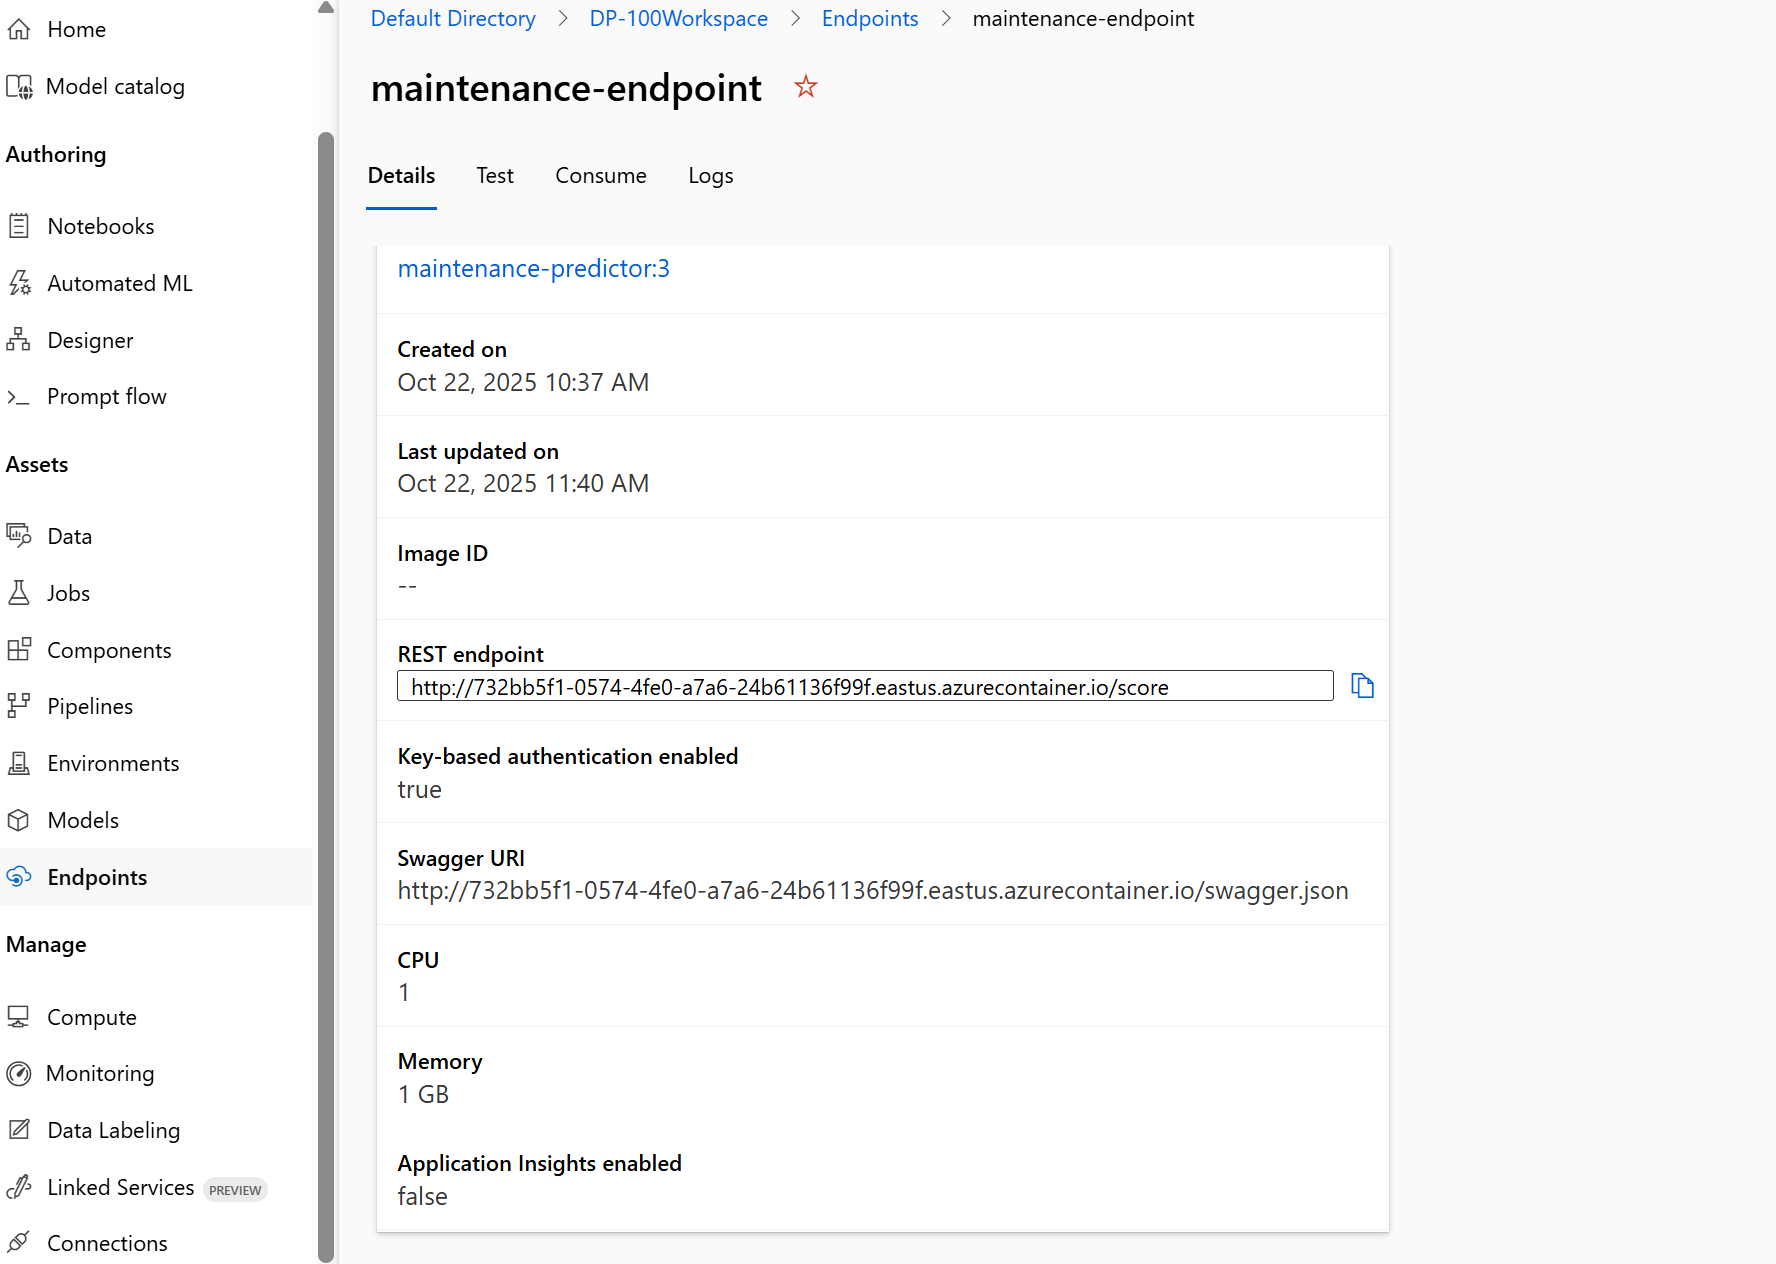 Home
Model catalog
Authoring
Notebooks
Automated ML
Designer
Prompt flow
Assets
Data
Jobs
Components
Pipelines
Environments
Models
Endpoints
Manage
Compute
Monitoring
Data Labeling
Linked Services PREVIEW
Connections
Default Directory > DP-100Workspace > Endpoints > maintenance-endpoint
maintenance-endpoint
Details Test Consume Logs
maintenance-predictor:3
Created on
Oct 22, 2025 10:37 AM
Last updated on
Oct 22, 2025 11:40 AM
Image ID
--
REST endpoint
http://732bb5f1-0574-4fe0-a7a6-24b61136f99f.eastus.azurecontainer.io/score
Key-based authentication enabled
true
Swagger URI
http://732bb5f1-0574-4fe0-a7a6-24b61136f99f.eastus.azurecontainer.io/swagger.json
CPU
1
Memory
1 GB
Application Insights enabled
false